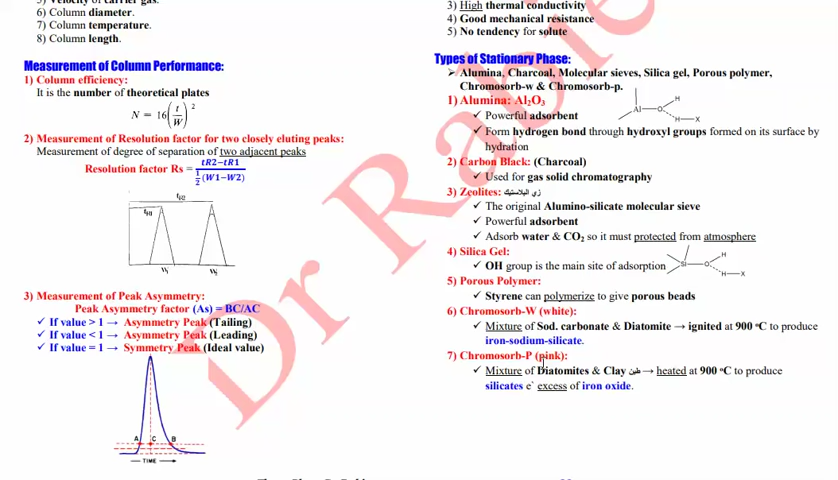 5) Velocity of carrier gas.
6) Column diameter.
7) Column temperature.
8) Column length.
Measurement of Column Performance:
1) Column efficiency:
It is the number of theoretical plates
N = 16(t/W)²
2) Measurement of Resolution factor for two closely eluting peaks:
Measurement of degree of separation of two adjacent peaks
Resolution factor Rs = tR2−tR1 / ½(W1−W2)
tR2
tR1
W₁ W₂
3) Measurement of Peak Asymmetry:
Peak Asymmetry factor (As) = BC/AC
✓ If value > 1 → Asymmetry Peak (Tailing)
✓ If value < 1 → Asymmetry Peak (Leading)
✓ If value = 1 → Symmetry Peak (Ideal value)
A C B
TIME
3) High thermal conductivity
4) Good mechanical resistance
5) No tendency for solute
Types of Stationary Phase:
➢ Alumina, Charcoal, Molecular sieves, Silica gel, Porous polymer,
Chromosorb-w & Chromosorb-p.
1) Alumina: Al2O3
Al O H H X
✓ Powerful adsorbent
✓ Form hydrogen bond through hydroxyl groups formed on its surface by
hydration
2) Carbon Black: (Charcoal)
✓ Used for gas solid chromatography
3) Zeolites: زي البلاستيك
✓ The original Alumino-silicate molecular sieve
✓ Powerful adsorbent
✓ Adsorb water & CO2 so it must protected from atmosphere
4) Silica Gel:
✓ OH group is the main site of adsorption
Si O H H X
5) Porous Polymer:
✓ Styrene can polymerize to give porous beads
6) Chromosorb-W (white):
✓ Mixture of Sod. carbonate & Diatomite → ignited at 900 °C to produce
iron-sodium-silicate.
7) Chromosorb-P (pink):
✓ Mixture of Diatomites & Clay طين → heated at 900 °C to produce
silicates e` excess of iron oxide.
Dr Rabie